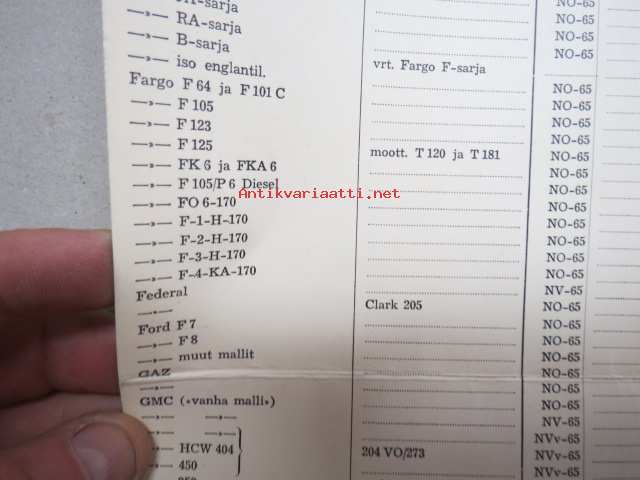 RA-sarja NO-65
—»— B-sarja NO-65
—»— iso englantil. vrt. Fargo F-sarja
Fargo F 64 ja F 101 C NO-65
—»— F 105 NO-65
—»— F 123 NO-65
—»— F 125 moott. T 120 ja T 181 NO-65
—»— FK 6 ja FKA 6 NO-65
—»— F 105/P 6 Diesel NO-65
Antikvariaatti.net
—»— FO 6-170 NO-65
—»— F-1-H-170 NO-65
—»— F-2-H-170 NO-65
—»— F-3-H-170 NO-65
—»— F-4-KA-170 NO-65
Federal NV-65
—»— Clark 205 NO-65
Ford F 7 NO-65
—»— F 8 NO-65
—»— muut mallit NO-65
GAZ NO-65
GMC («vanha malli») NO-65
—»— —»— NV-65
—»— —»— NVv-65
—»— HCW 404 204 VO/273 NVv-65
—»— 450 NVv-65